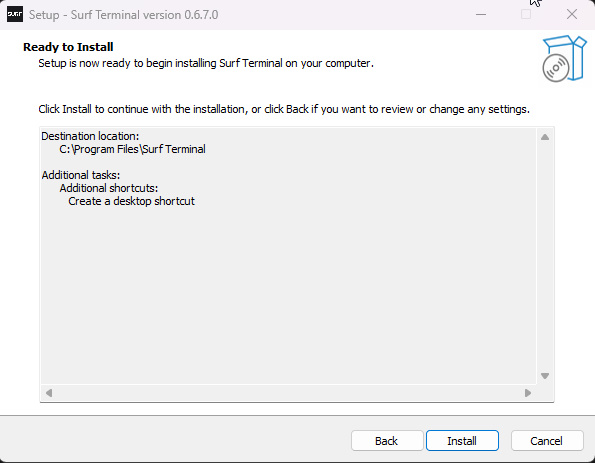 SURF Setup - Surf Terminal version 0.6.7.0
Ready to Install
Setup is now ready to begin installing Surf Terminal on your computer.
Click Install to continue with the installation, or click Back if you want to review or change any settings.
Destination location:
C:\Program Files\Surf Terminal
Additional tasks:
Additional shortcuts:
Create a desktop shortcut
Back Install Cancel